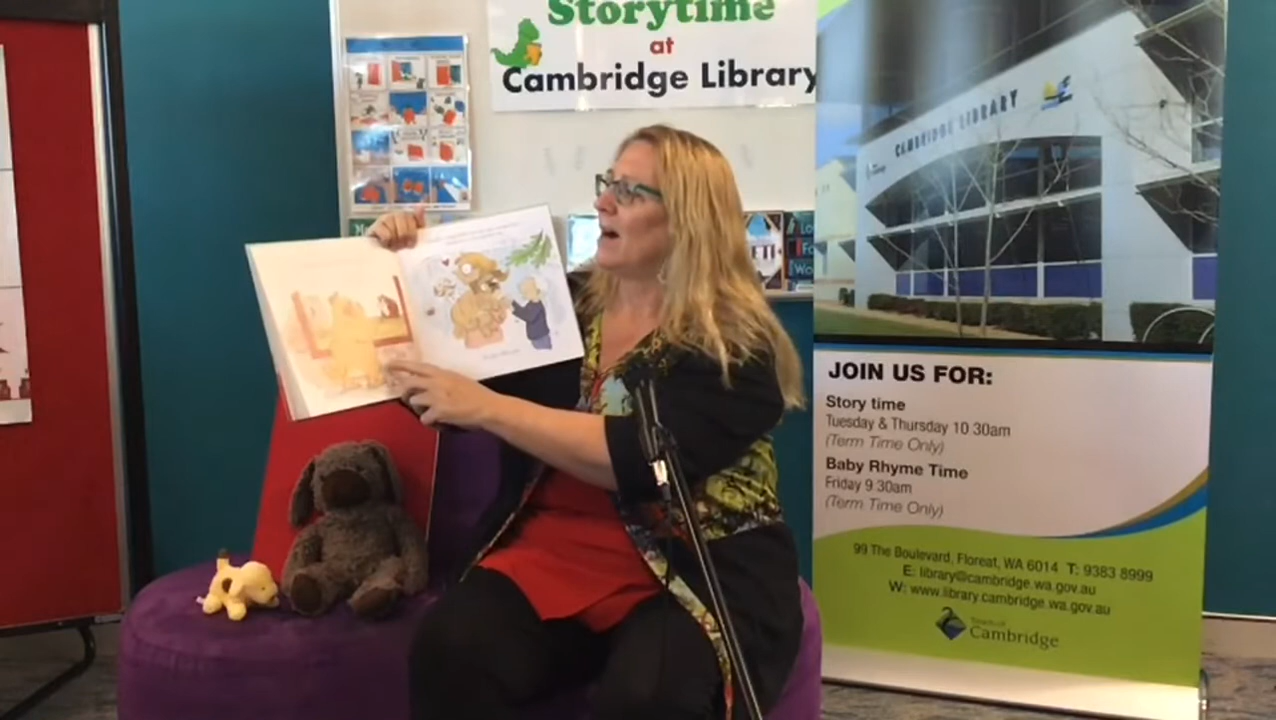 Storytime
at
Cambridge Library
CAMBRIDGE LIBRARY
JOIN US FOR:
Story time
Tuesday & Thursday 10 30am
(Term Time Only)
Baby Rhyme Time
Friday 9 30am
(Term Time Only)
99 The Boulevard, Floreat, WA 6014 T: 9383 8999
E: library@cambridge.wa.gov.au
W: www.library.cambridge.wa.gov.au
Town of
Cambridge